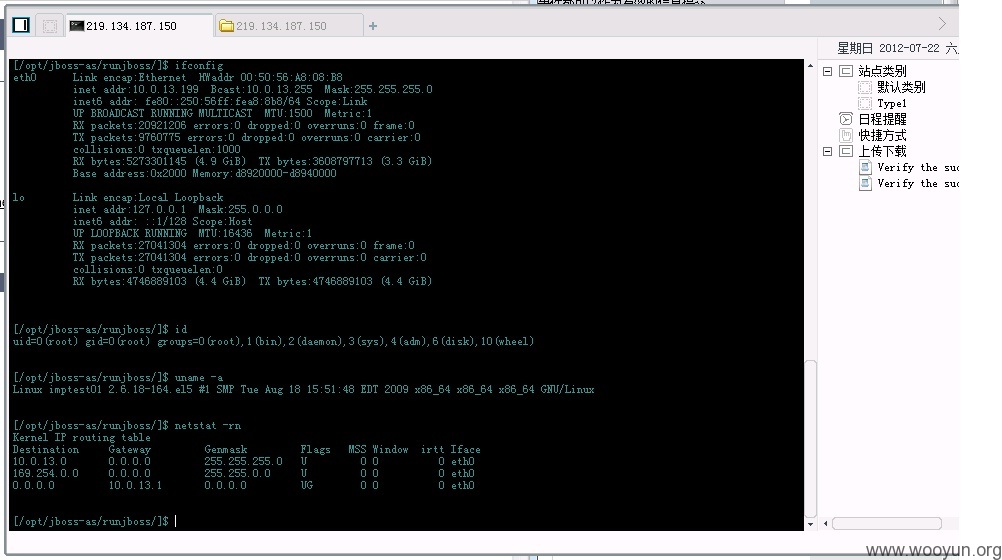 219.134.187.150
219.134.187.150
星期日 2012-07-22 六
[/opt/jboss-as/runjboss/]$ ifconfig
eth0 Link encap:Ethernet HWaddr 00:50:56:A8:08:B8
inet addr:10.0.13.199 Bcast:10.0.13.255 Mask:255.255.255.0
inet6 addr: fe80::250:56ff:fea8:8b8/64 Scope:Link
UP BROADCAST RUNNING MULTICAST MTU:1500 Metric:1
RX packets:20921206 errors:0 dropped:0 overruns:0 frame:0
TX packets:9760775 errors:0 dropped:0 overruns:0 carrier:0
collisions:0 txqueuelen:1000
RX bytes:5273301145 (4.9 GiB) TX bytes:3608797713 (3.3 GiB)
Base address:0x2000 Memory:d8920000-d8940000
lo Link encap:Local Loopback
inet addr:127.0.0.1 Mask:255.0.0.0
inet6 addr: ::1/128 Scope:Host
UP LOOPBACK RUNNING MTU:16436 Metric:1
RX packets:27041304 errors:0 dropped:0 overruns:0 frame:0
TX packets:27041304 errors:0 dropped:0 overruns:0 carrier:0
collisions:0 txqueuelen:0
RX bytes:4746889103 (4.4 GiB) TX bytes:4746889103 (4.4 GiB)
[/opt/jboss-as/runjboss/]$ id
uid=0(root) gid=0(root) groups=0(root),1(bin),2(daemon),3(sys),4(adm),6(disk),10(wheel)
[/opt/jboss-as/runjboss/]$ uname -a
Linux imptest01 2.6.18-164.el5 #1 SMP Tue Aug 18 15:51:48 EDT 2009 x86_64 x86_64 x86_64 GNU/Linux
[/opt/jboss-as/runjboss/]$ netstat -rn
Kernel IP routing table
Destination Gateway Genmask Flags MSS Window irtt Iface
10.0.13.0 0.0.0.0 255.255.255.0 U 0 0 0 eth0
169.254.0.0 0.0.0.0 255.255.0.0 U 0 0 0 eth0
0.0.0.0 10.0.13.1 0.0.0.0 UG 0 0 0 eth0
[/opt/jboss-as/runjboss/]$
站点类别
默认类别
Type1
日程提醒
快捷方式
上传下载
Verify the suc
Verify the suc
www.wooyun.org